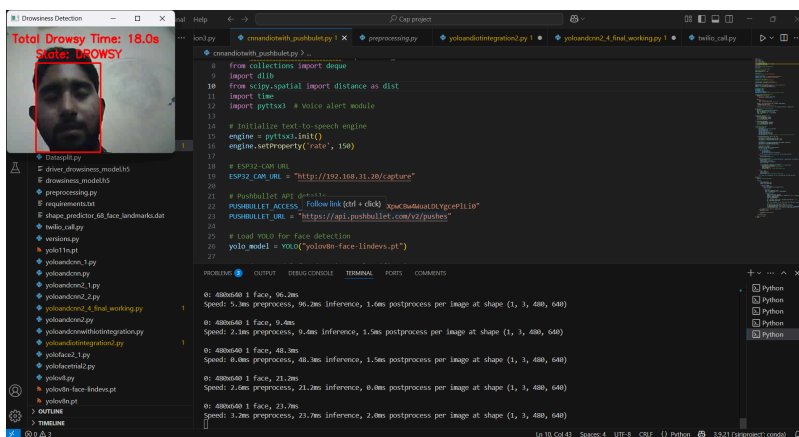 Drowsiness Detection
Total Drowsy Time: 18.0s
State: DROWSY
Help
Cap project
cnnandiotwith_pushbullet.py 1
preprocessing.py
yoloandiotintegration2.py 1
yoloandcnn2_4_final_working.py 1
twilio_call.py
cnnandiotwith_pushbullet.py > ...
8 from collections import deque
9 import dlib
10 from scipy.spatial import distance as dist
11 import time
12 import pyttsx3 # Voice alert module
13
14 # Initialize text-to-speech engine
15 engine = pyttsx3.init()
16 engine.setProperty('rate', 150)
17
18 # ESP32-CAM URL
19 ESP32_CAM_URL = "http://192.168.31.20/capture"
20
21 # Pushbullet API
22 PUSHBULLET_ACCESS
Follow link (ctrl + click)
23 PUSHBULLET_URL = "https://api.pushbullet.com/v2/pushes"
24
25 # Load YOLO for face detection
26 yolo_model = YOLO("yolov8n-face-lindevs.pt")
27
1
Datasplit.py
driver_drowsiness_model.h5
drowsiness_model.h5
preprocessing.py
requirements.txt
shape_predictor_68_face_landmarks.dat
twilio_call.py
versions.py
yolo11n.pt
yoloandcnn_1.py
yoloandcnn.py
yoloandcnn2_1.py
yoloandcnn2_2.py
yoloandcnn2_4_final_working.py 1
yoloandcnn2.py
yoloandcnnwithiotintegration.py
yoloandiotintegration2.py 1
yoloface2_1.py
yolofacetrial2.py
yolov8.py
yolov8n-face-lindevs.pt
yolov8n.pt
OUTLINE
TIMELINE
PROBLEMS 3 OUTPUT DEBUG CONSOLE TERMINAL PORTS COMMENTS
0: 480x640 1 face, 96.2ms
Speed: 5.3ms preprocess, 96.2ms inference, 1.6ms postprocess per image at shape (1, 3, 480, 640)
0: 480x640 1 face, 9.4ms
Speed: 2.1ms preprocess, 9.4ms inference, 1.5ms postprocess per image at shape (1, 3, 480, 640)
0: 480x640 1 face, 48.3ms
Speed: 0.0ms preprocess, 48.3ms inference, 1.5ms postprocess per image at shape (1, 3, 480, 640)
0: 480x640 1 face, 21.2ms
Speed: 2.6ms preprocess, 21.2ms inference, 0.0ms postprocess per image at shape (1, 3, 480, 640)
0: 480x640 1 face, 23.7ms
Speed: 3.2ms preprocess, 23.7ms inference, 2.0ms postprocess per image at shape (1, 3, 480, 640)
Python
Python
Python
Python
Python
0 3
Ln 10, Col 43 Spaces: 4 UTF-8 CRLF Python 3.9.21 ('siriproject': conda)